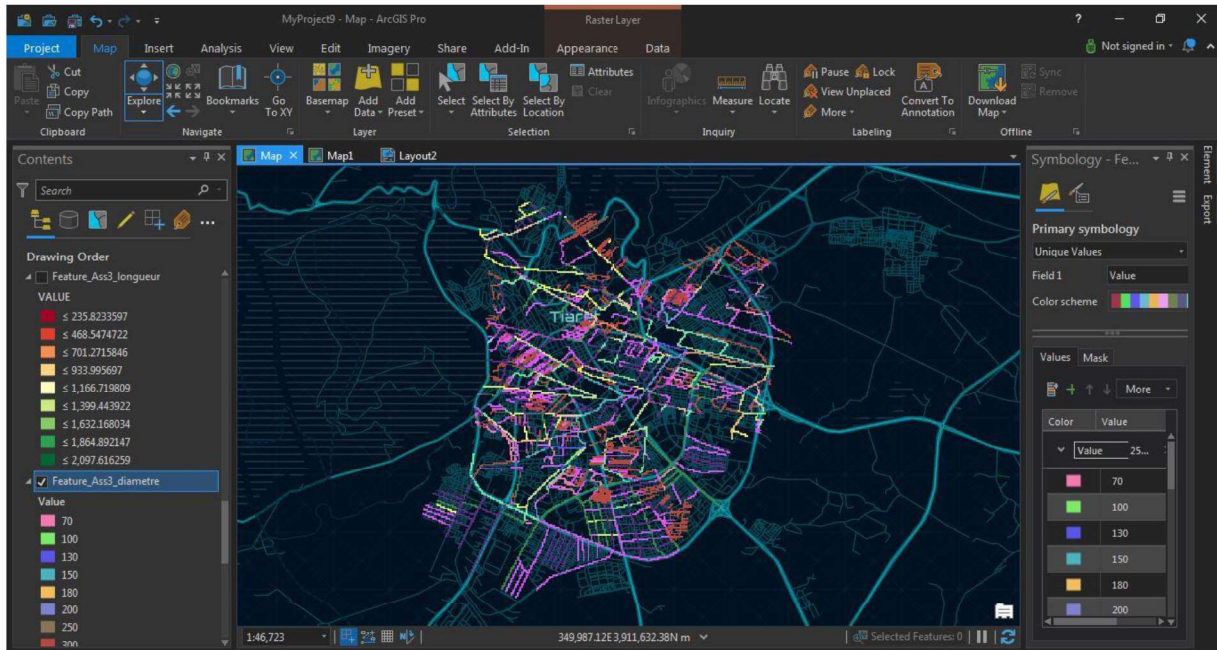 MyProject9 - Map - ArcGIS Pro
Raster Layer
?
Project Map Insert Analysis View Edit Imagery Share Add-In Appearance Data
Not signed in
Paste
Cut
Copy
Copy Path
Clipboard
Explore
Bookmarks
Go To XY
Navigate
Basemap
Add Data
Add Preset
Layer
Select
Select By Attributes
Select By Location
Attributes
Clear
Selection
Infographics
Measure
Locate
Inquiry
Pause
Lock
View Unplaced
More
Convert To Annotation
Labeling
Download Map
Sync
Remove
Offline
Contents
Search
Drawing Order
Feature_Ass3_longueur
VALUE
≤ 235.8233597
≤ 468.5474722
≤ 701.2715846
≤ 933.995697
≤ 1,166.719809
≤ 1,399.443922
≤ 1,632.168034
≤ 1,864.892147
≤ 2,097.616259
Feature_Ass3_diametre
Value
70
100
130
150
180
200
250
300
Map
Map1
Layout2
1:46,723
349,987.12E 3,911,632.38N m
Selected Features: 0
Symbology - Fe...
Primary symbology
Unique Values
Field 1 Value
Color scheme
Values Mask
More
Color Value
Value 25...
70
100
130
150
180
200
Element
Export